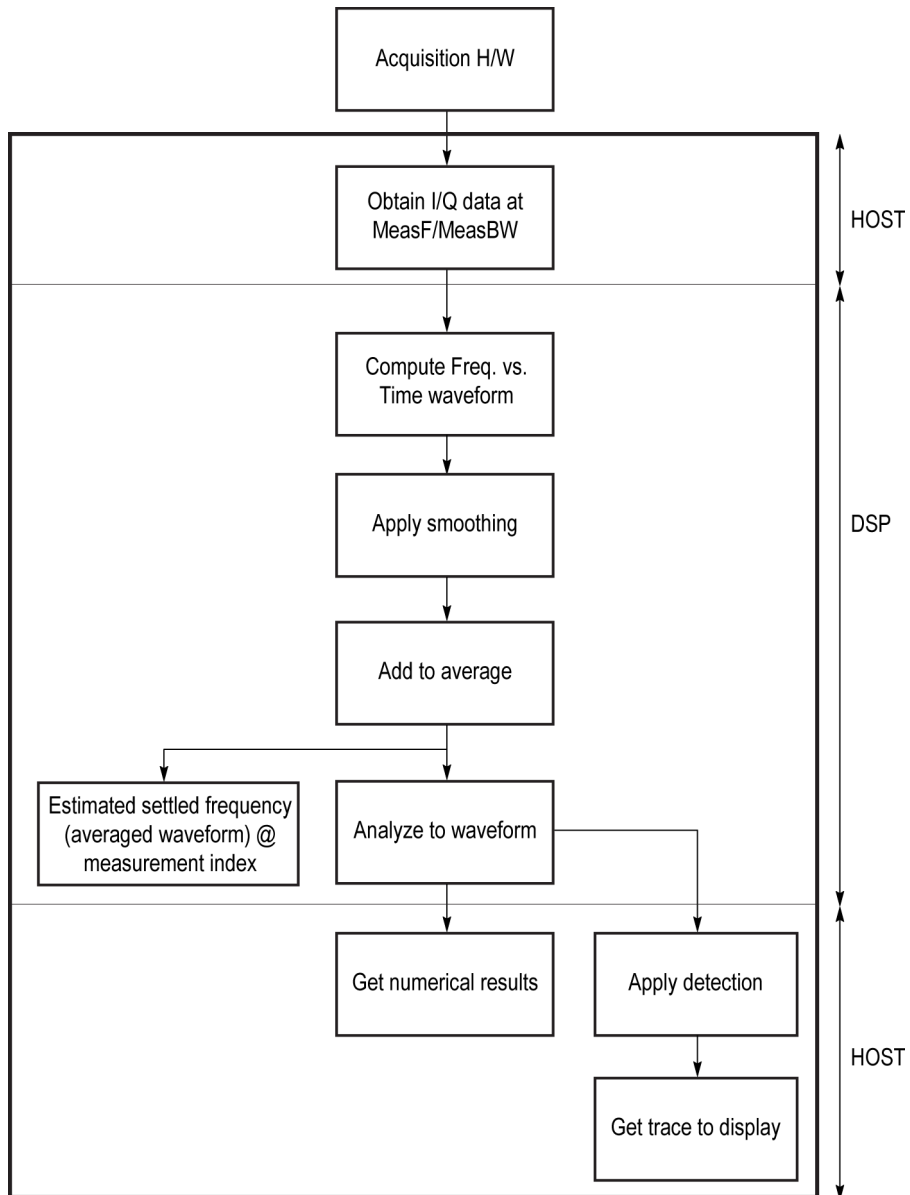 Acquisition H/W
Obtain I/Q data at
MeasF/MeasBW
HOST
Compute Freq. vs.
Time waveform
Apply smoothing
DSP
Add to average
Estimated settled frequency
(averaged waveform) @
measurement index
Analyze to waveform
Get numerical results
Apply detection
HOST
Get trace to display